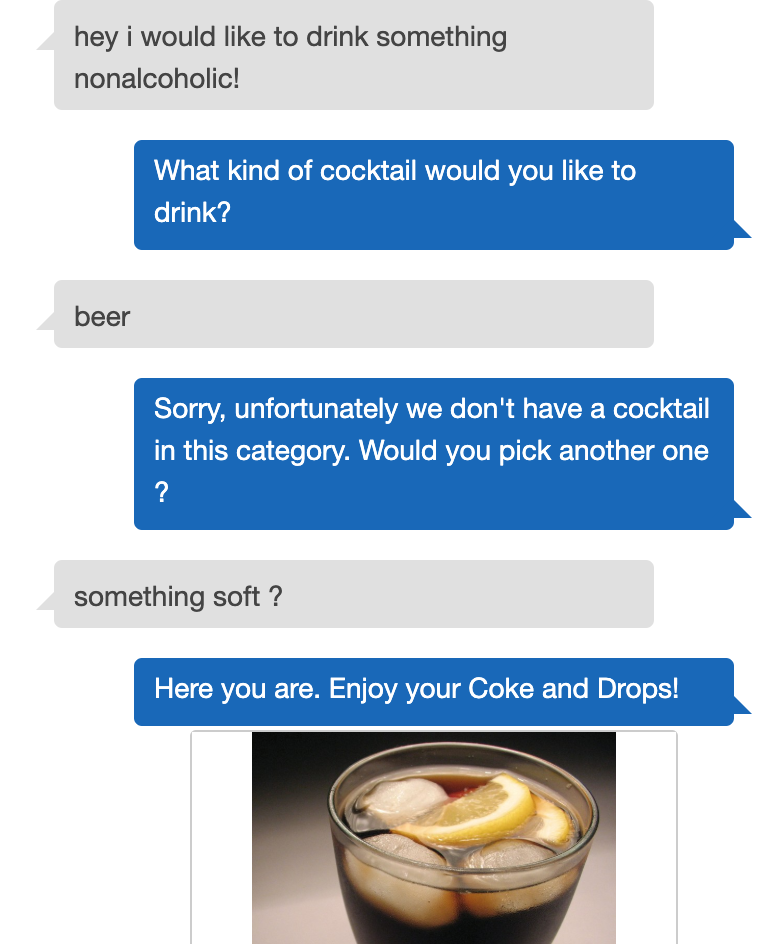 hey i would like to drink something
nonalcoholic!
What kind of cocktail would you like to
drink?
beer
Sorry, unfortunately we don't have a cocktail
in this category. Would you pick another one
?
something soft ?
Here you are. Enjoy your Coke and Drops!